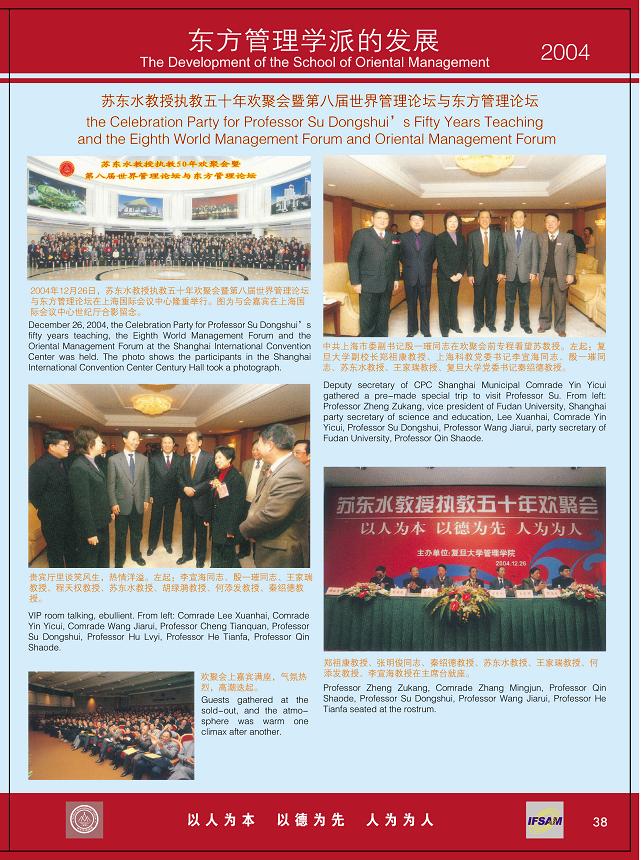 东方管理学派的发展
The Development of the School of Oriental Management
2004
苏东水教授执教五十年欢聚会暨第八届世界管理论坛与东方管理论坛
the Celebration Party for Professor Su Dongshui’s Fifty Years Teaching
and the Eighth World Management Forum and Oriental Management Forum
苏东水教授执教50年欢聚会暨
第八届世界管理论坛与东方管理论坛
2004年12月26日，苏东水教授执教五十年欢聚会暨第八届世界管理论坛
与东方管理论坛在上海国际会议中心隆重举行。图为与会嘉宾在上海国
际会议中心世纪厅合影留念。
December 26, 2004, the Celebration Party for Professor Su Dongshui’s
fifty years teaching, the Eighth World Management Forum and the
Oriental Management Forum at the Shanghai International Convention
Center was held. The photo shows the participants in the Shanghai
International Convention Center Century Hall took a photograph.
中共上海市委副书记殷一璀同志在欢聚会前专程看望苏教授。左起：复
旦大学副校长郑祖康教授、上海科教党委书记李宣海同志、殷一璀同
志、苏东水教授、王家瑞教授、复旦大学党委书记秦绍德教授。
Deputy secretary of CPC Shanghai Municipal Comrade Yin Yicui
gathered a pre-made special trip to visit Professor Su. From left:
Professor Zheng Zukang, vice president of Fudan University, Shanghai
party secretary of science and education, Lee Xuanhai, Comrade Yin
Yicui, Professor Su Dongshui, Professor Wang Jiarui, party secretary of
Fudan University, Professor Qin Shaode.
贵宾厅里谈笑风生，热情洋溢。左起：李宣海同志、殷一璀同志、王家瑞
教授、程天权教授、苏东水教授、胡绿漪教授、何添发教授、秦绍德教
授。
VIP room talking, ebullient. From left: Comrade Lee Xuanhai, Comrade
Yin Yicui, Comrade Wang Jiarui, Professor Cheng Tianquan, Professor
Su Dongshui, Professor Hu Lvyi, Professor He Tianfa, Professor Qin
Shaode.
苏东水教授执教五十年欢聚会
以人为本 以德为先 人为为人
主办单位:复旦大学管理学院
2004.12.26
郑祖康教授、张明俊同志、秦绍德教授、苏东水教授、王家瑞教授、何
添发教授、李宣海教授在主席台就座。
Professor Zheng Zukang, Comrade Zhang Mingjun, Professor Qin
Shaode, Professor Su Dongshui, Professor Wang Jiarui, Professor He
Tianfa seated at the rostrum.
欢聚会上嘉宾满座，气氛热
烈，高潮迭起。
Guests gathered at the
sold-out, and the atmo-
sphere was warm one
climax after another.
以人为本 以德为先 人为为人
IFSAM
38